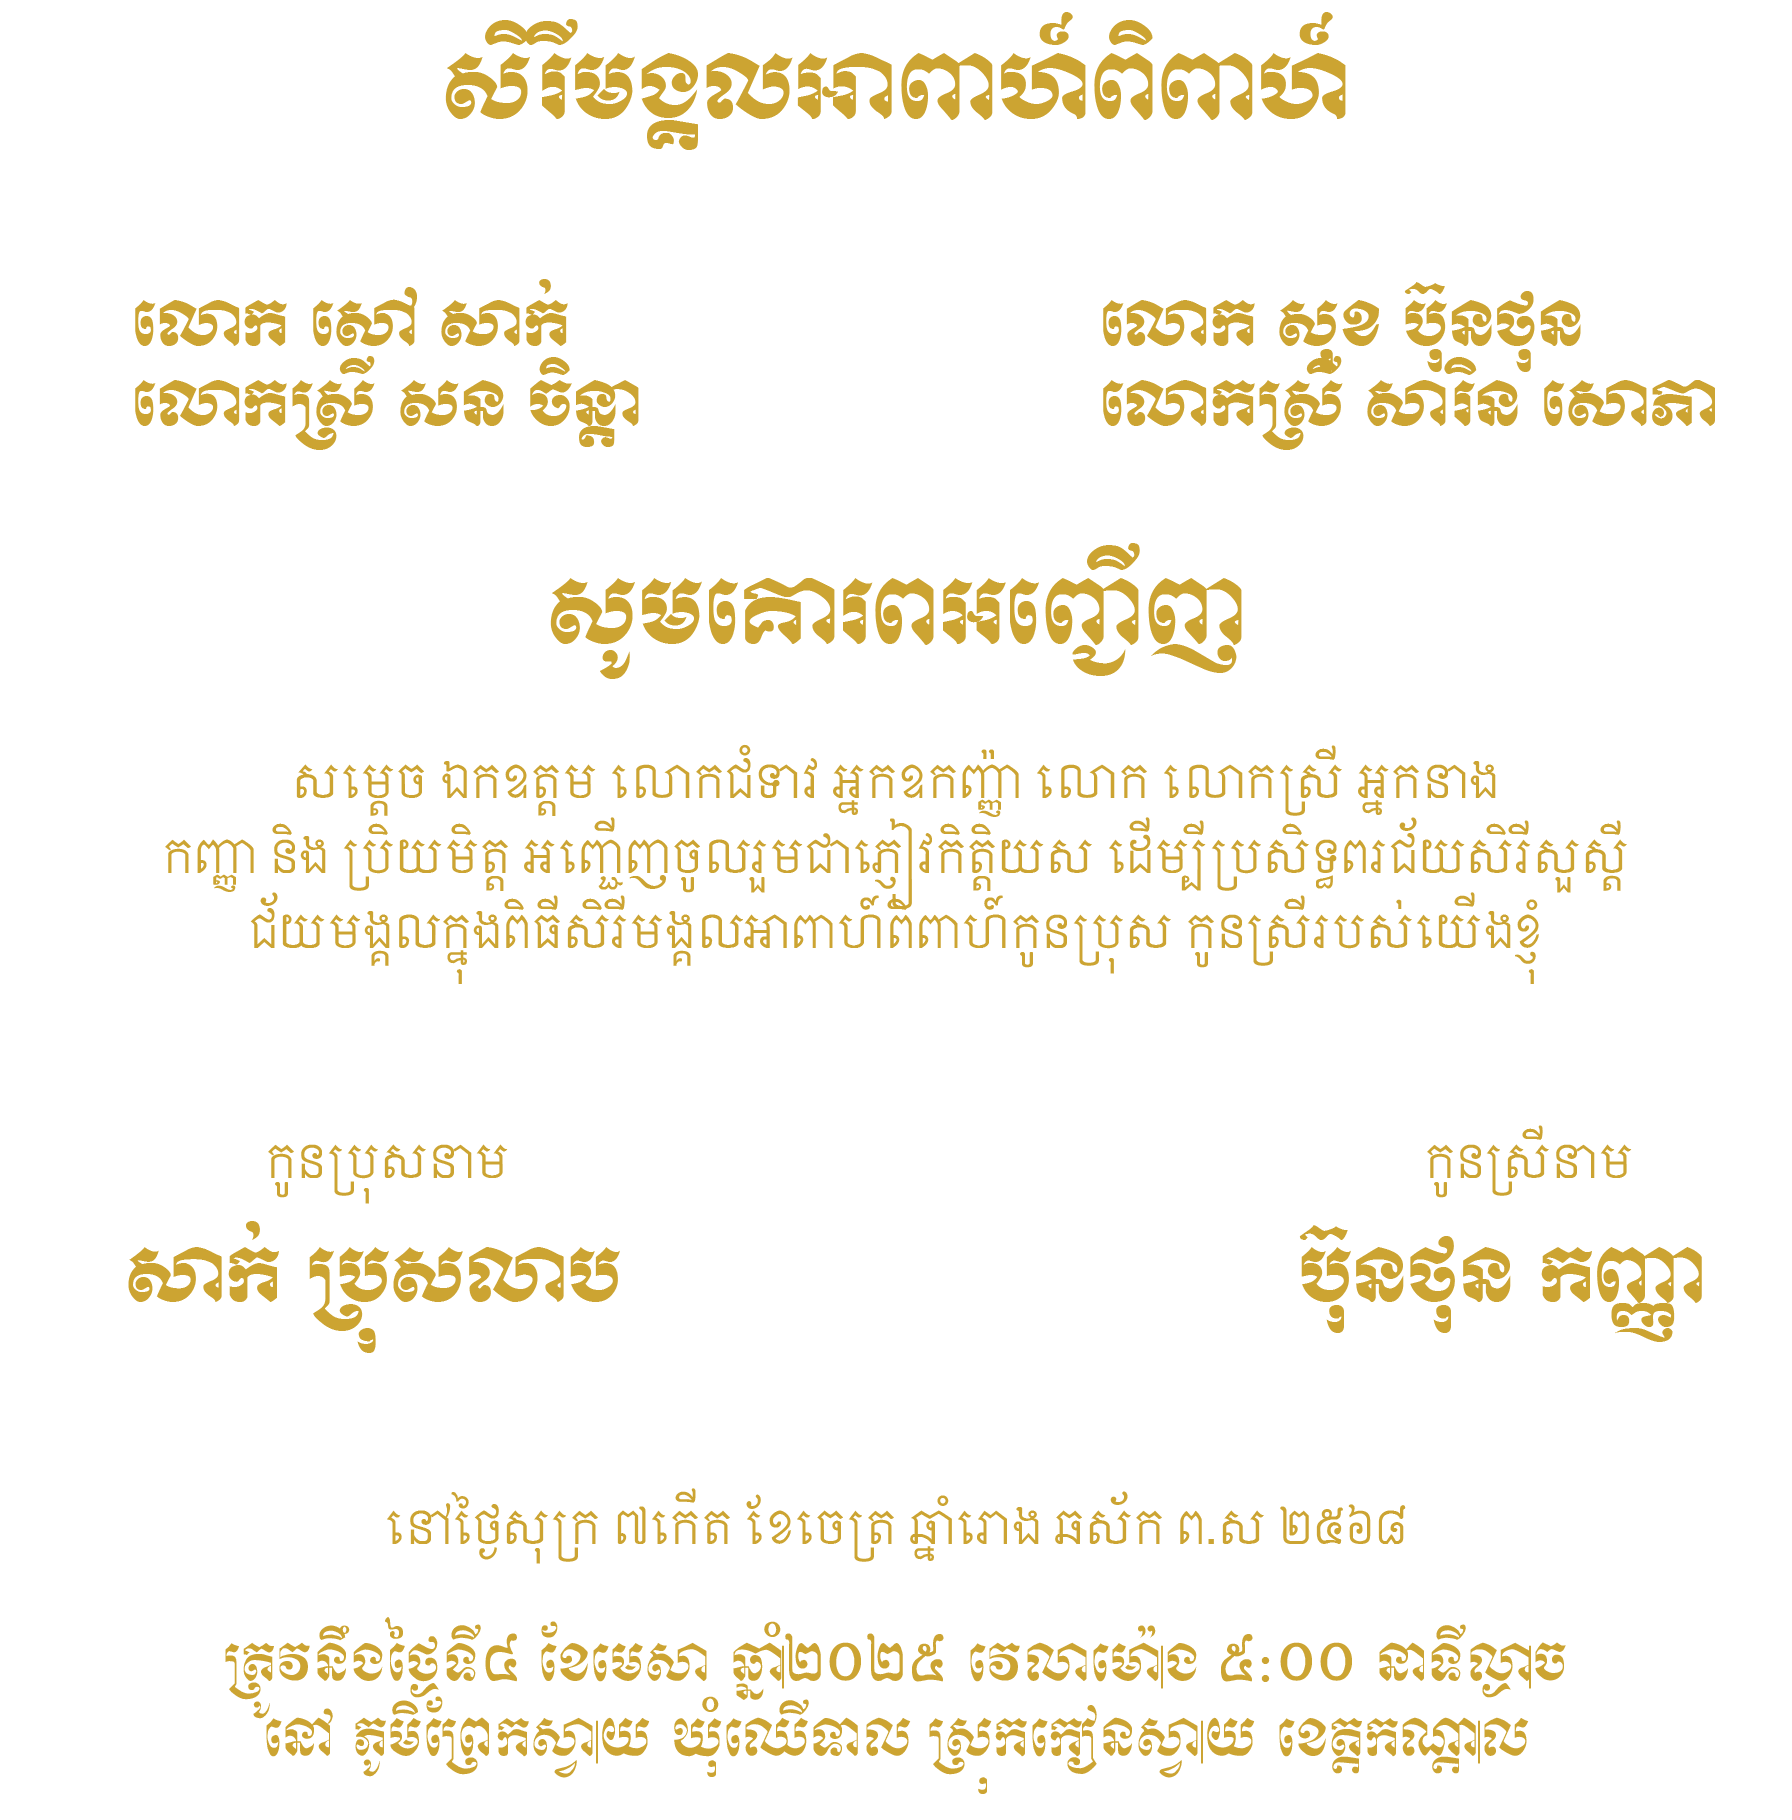 សិរីមង្គលអាពាហ៍ពិពាហ៍
លោក សៅ សាក់
លោកស្រី សន ចិន្តា
លោក សុខ ប៊ុនថុន
លោកស្រី សារិន សោភា
សូមគោរពអញ្ជើញ
សម្តេច ឯកឧត្តម លោកជំទាវ អ្នកឧកញ៉ា លោក លោកស្រី អ្នកនាង
កញ្ញា និង ប្រិយមិត្ត អញ្ជើញចូលរួមជាភ្ញៀវកិត្តិយស ដើម្បីប្រសិទ្ធពរជ័យសិរីសួស្តី
ជ័យមង្គលក្នុងពិធីសិរីមង្គលអាពាហ៍ពិពាហ៍កូនប្រុស កូនស្រីរបស់យើងខ្ញុំ
កូនប្រុសនាម
សាក់ ប្រុសលាប
កូនស្រីនាម
ប៊ុនថុន កញ្ញា
នៅថ្ងៃសុក្រ ៧កើត ខែចេត្រ ឆ្នាំរោង ឆស័ក ព.ស ២៥៦៨
ត្រូវនឹងថ្ងៃទី៤ ខែមេសា ឆ្នាំ២០២៥ វេលាម៉ោង ៥:០០ នាទីល្ងាច
នៅ ភូមិព្រែកស្វាយ ឃុំឈើទាល ស្រុកកៀនស្វាយ ខេត្តកណ្តាល